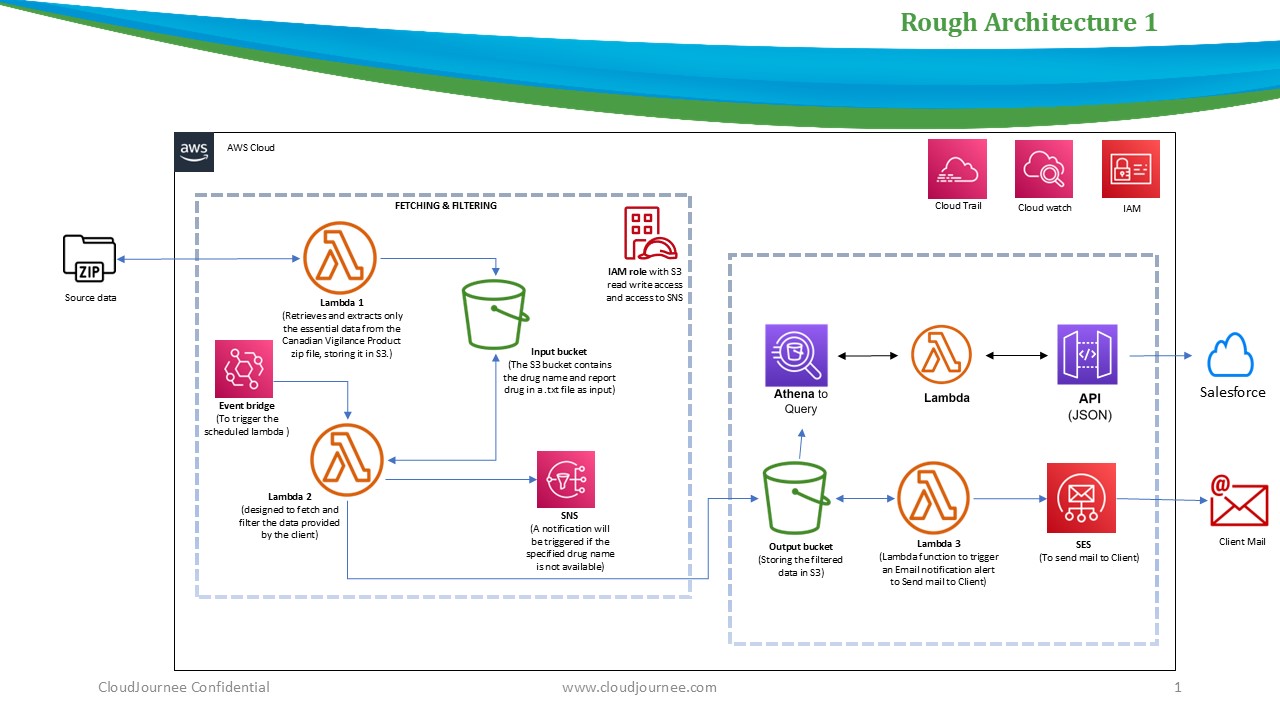 Rough Architecture 1
aws
AWS Cloud
Cloud Trail
Cloud watch
IAM
FETCHING & FILTERING
ZIP
Source data
Lambda 1
(Retrieves and extracts only
the essential data from the
Canadian Vigilance Product
zip file, storing it in S3.)
IAM role with S3
read write access
and access to SNS
Input bucket
(The S3 bucket contains
the drug name and report
drug in a .txt file as input)
Event bridge
(To trigger the
scheduled lambda )
Lambda 2
(designed to fetch and
filter the data provided
by the client)
SNS
(A notification will
be triggered if the
specified drug name
is not available)
Athena to
Query
Lambda
</>
API
(JSON)
Salesforce
Output bucket
(Storing the filtered
data in S3)
Lambda 3
(Lambda function to trigger
an Email notification alert
to Send mail to Client)
SES
(To send mail to Client)
@
Client Mail
CloudJournee Confidential
www.cloudjournee.com
1